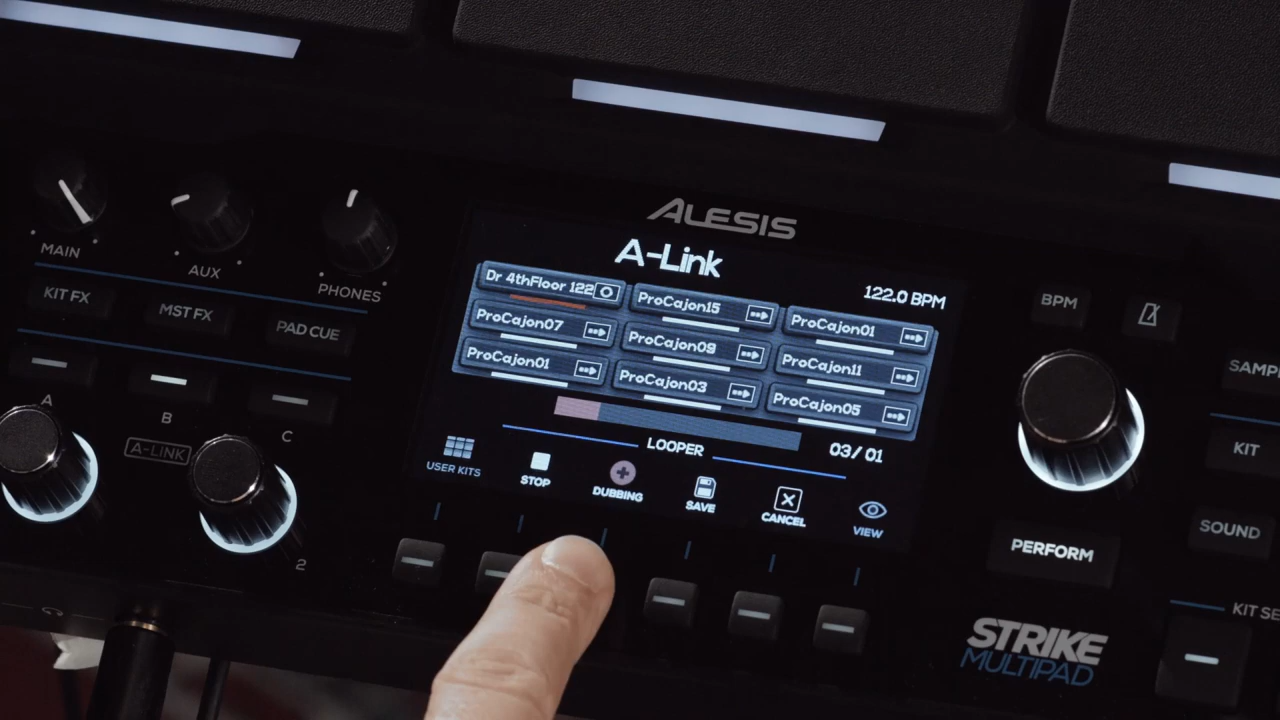 ALESIS
A-Link
122.0 BPM
Dr 4thFloor 122
ProCajon15
ProCajon01
ProCajon07
ProCajon09
ProCajon11
ProCajon01
ProCajon03
ProCajon05
LOOPER
03/01
USER KITS
STOP
DUBBING
SAVE
CANCEL
VIEW
MAIN
AUX
PHONES
KIT FX
MST FX
PAD CUE
A
B
C
A-LINK
2
BPM
KIT
SOUND
PERFORM
STRIKE
MULTIPAD